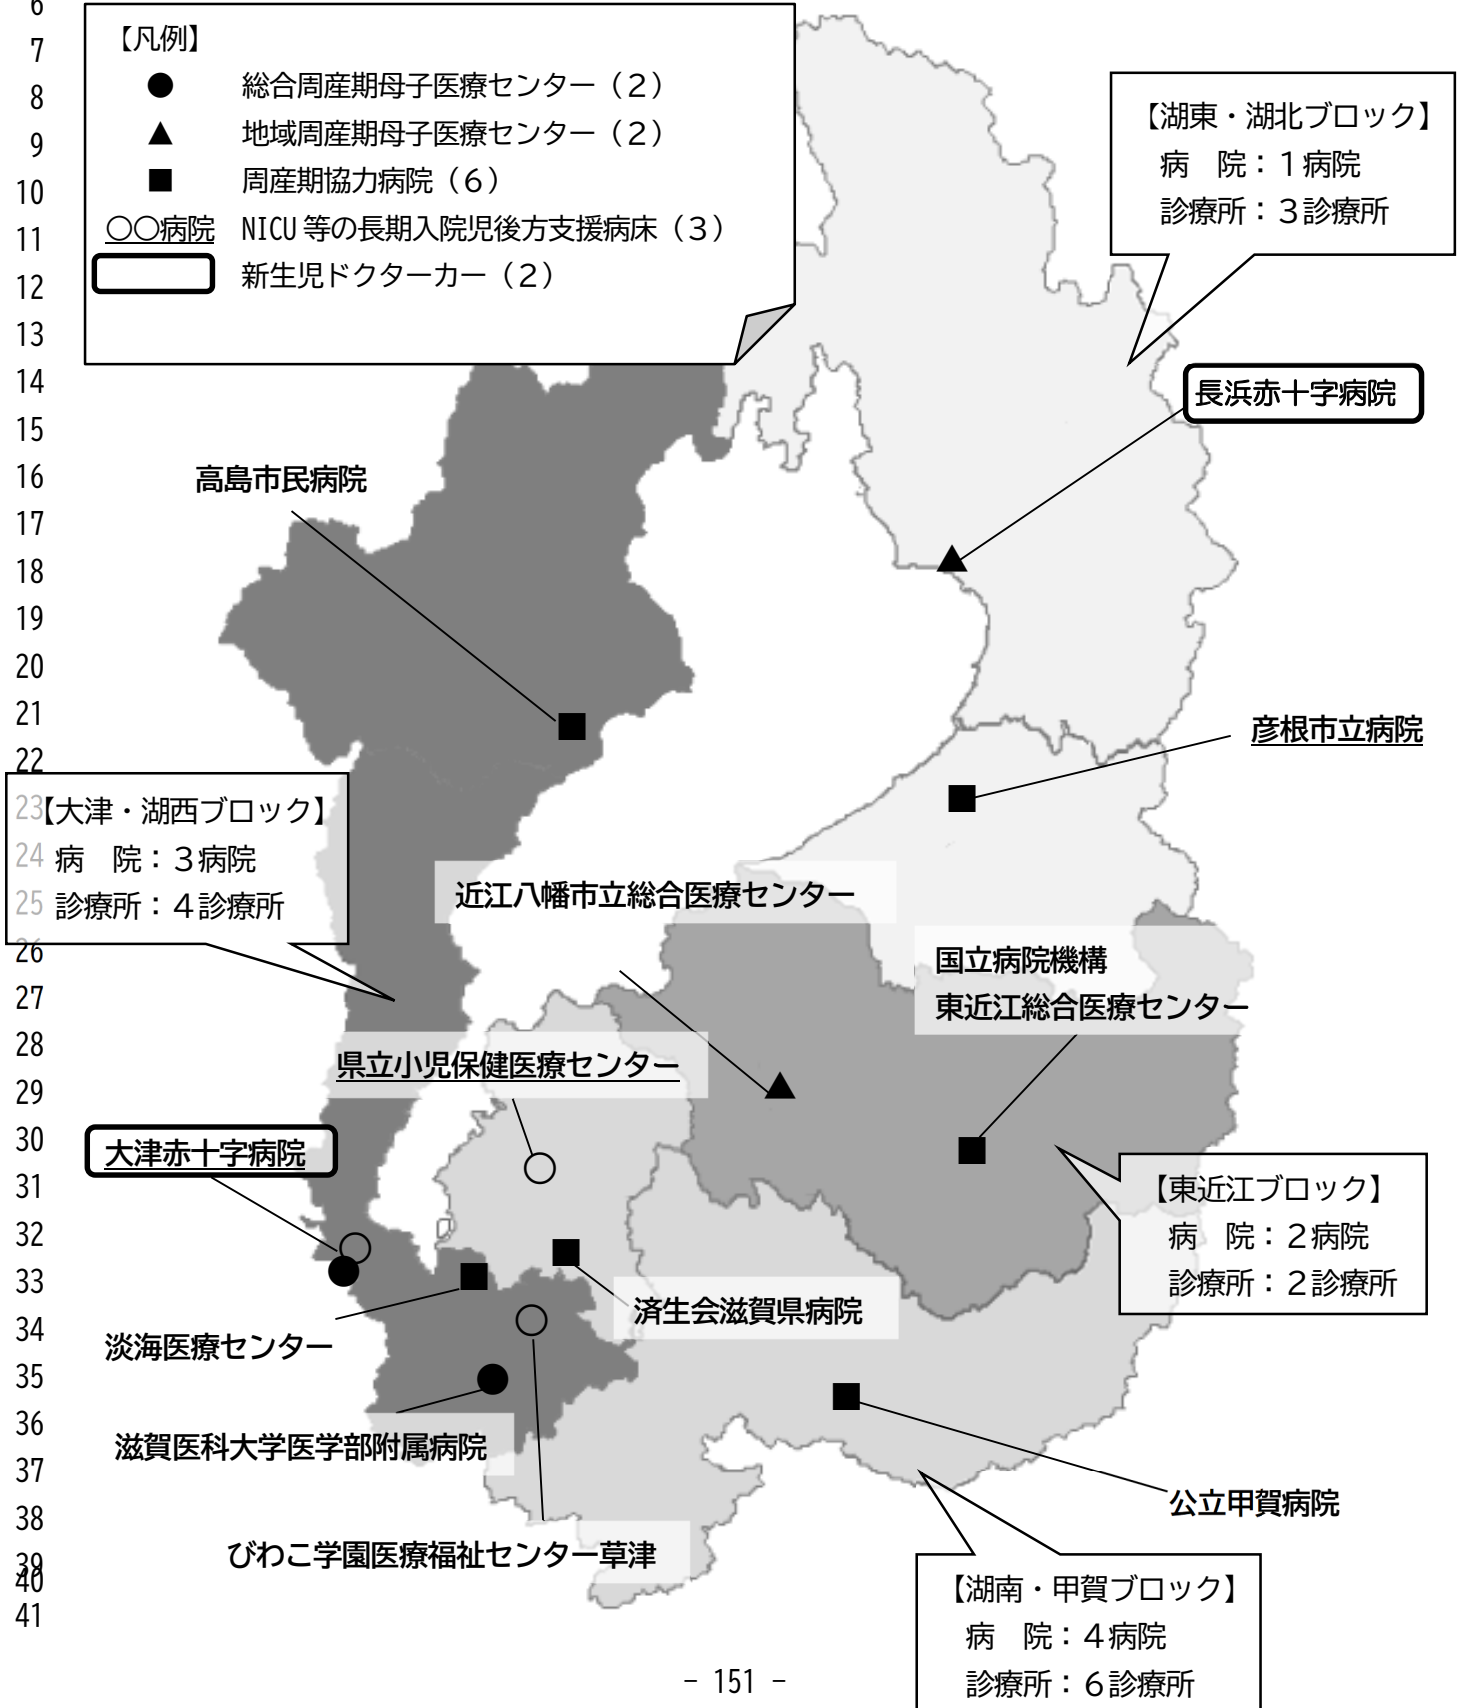 6
7
8
9
10
11
12
13
14
15
16
17
18
19
20
21
22
23
24
25
26
27
28
29
30
31
32
33
34
35
36
37
38
39
40
41
【凡例】
● 総合周産期母子医療センター（２）
▲ 地域周産期母子医療センター（２）
■ 周産期協力病院（６）
○○病院 NICU等の長期入院児後方支援病床（３）
新生児ドクターカー（２）
【湖東・湖北ブロック】
病　院：１病院
診療所：３診療所
長浜赤十字病院
高島市民病院
彦根市立病院
【大津・湖西ブロック】
病　院：３病院
診療所：４診療所
近江八幡市立総合医療センター
国立病院機構
東近江総合医療センター
県立小児保健医療センター
大津赤十字病院
【東近江ブロック】
病　院：２病院
診療所：２診療所
済生会滋賀県病院
淡海医療センター
滋賀医科大学医学部附属病院
公立甲賀病院
びわこ学園医療福祉センター草津
【湖南・甲賀ブロック】
病　院：４病院
診療所：６診療所
- 151 -